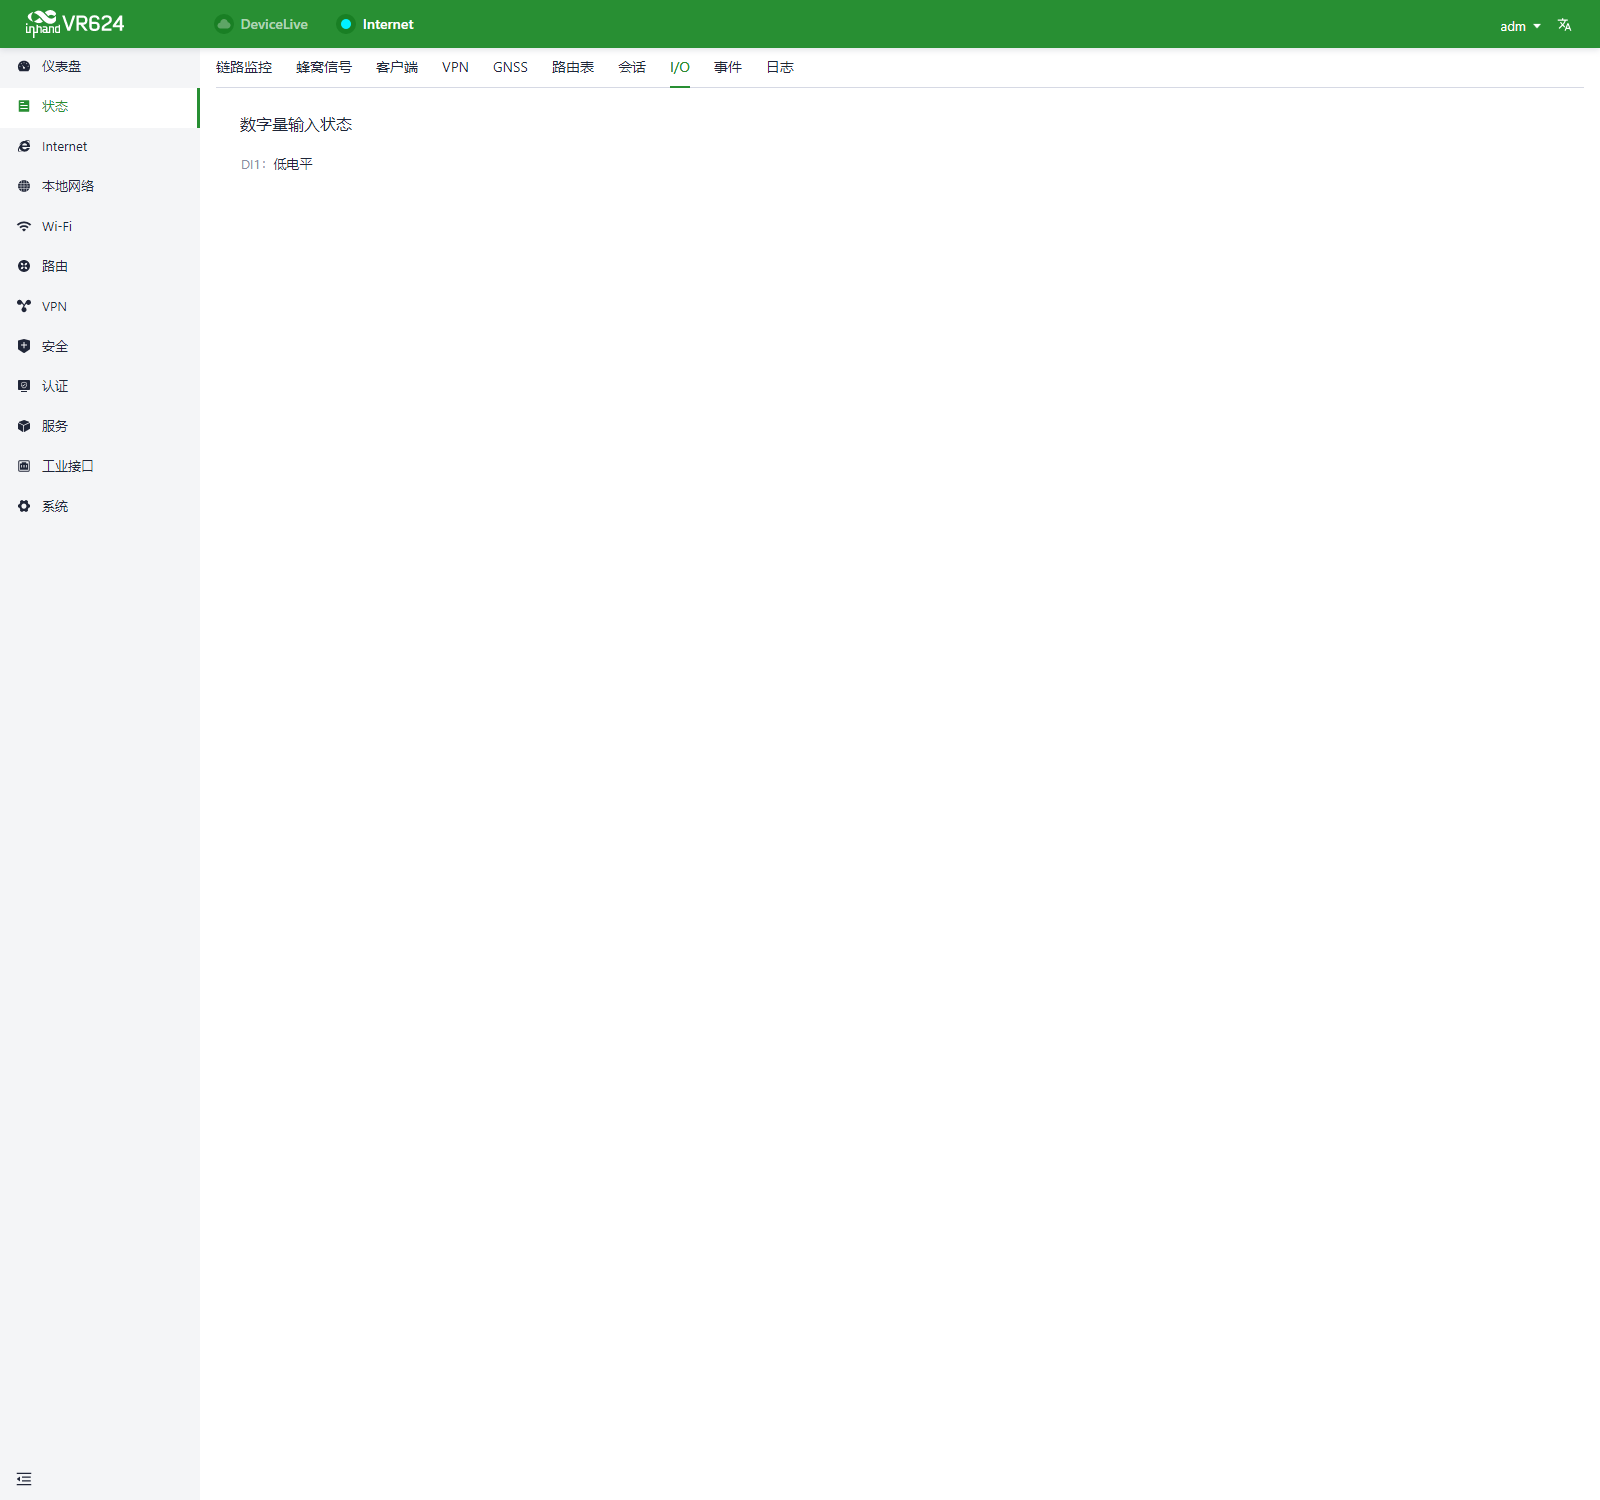 inhand VR624
DeviceLive
Internet
adm
仪表盘
状态
Internet
本地网络
Wi-Fi
路由
VPN
安全
认证
服务
工业接口
系统
链路监控 蜂窝信号 客户端 VPN GNSS 路由表 会话 I/O 事件 日志
数字量输入状态
DI1： 低电平